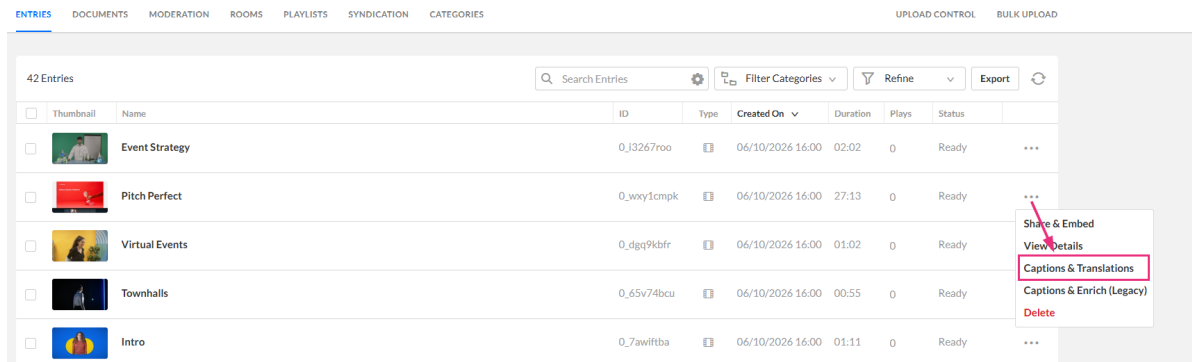 ENTRIES DOCUMENTS MODERATION ROOMS PLAYLISTS SYNDICATION CATEGORIES UPLOAD CONTROL BULK UPLOAD
42 Entries Search Entries Filter Categories Refine Export
Thumbnail Name ID Type Created On Duration Plays Status
Event Strategy 0_l3267roo 06/10/2026 16:00 02:02 0 Ready
Pitch Perfect 0_wxy1cmpk 06/10/2026 16:00 27:13 0 Ready
Share & Embed
Virtual Events 0_dgq9kbfr 06/10/2026 16:00 01:02 0 Ready
View Details
Captions & Translations
Townhalls 0_65v74bcu 06/10/2026 16:00 00:55 0 Ready
Captions & Enrich (Legacy)
Delete
Intro 0_7awiftba 06/10/2026 16:00 01:11 0 Ready